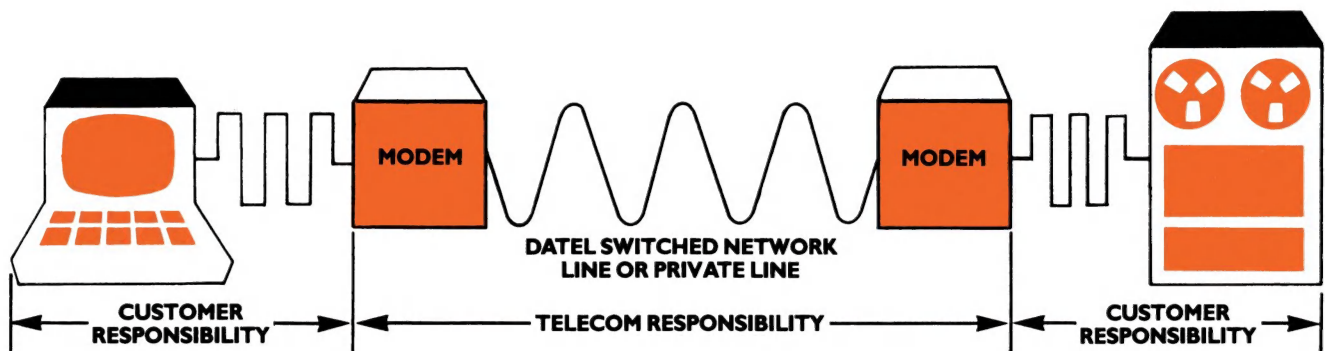 MODEM
MODEM
DATEL SWITCHED NETWORK
LINE OR PRIVATE LINE
CUSTOMER
RESPONSIBILITY
TELECOM RESPONSIBILITY
CUSTOMER
RESPONSIBILITY